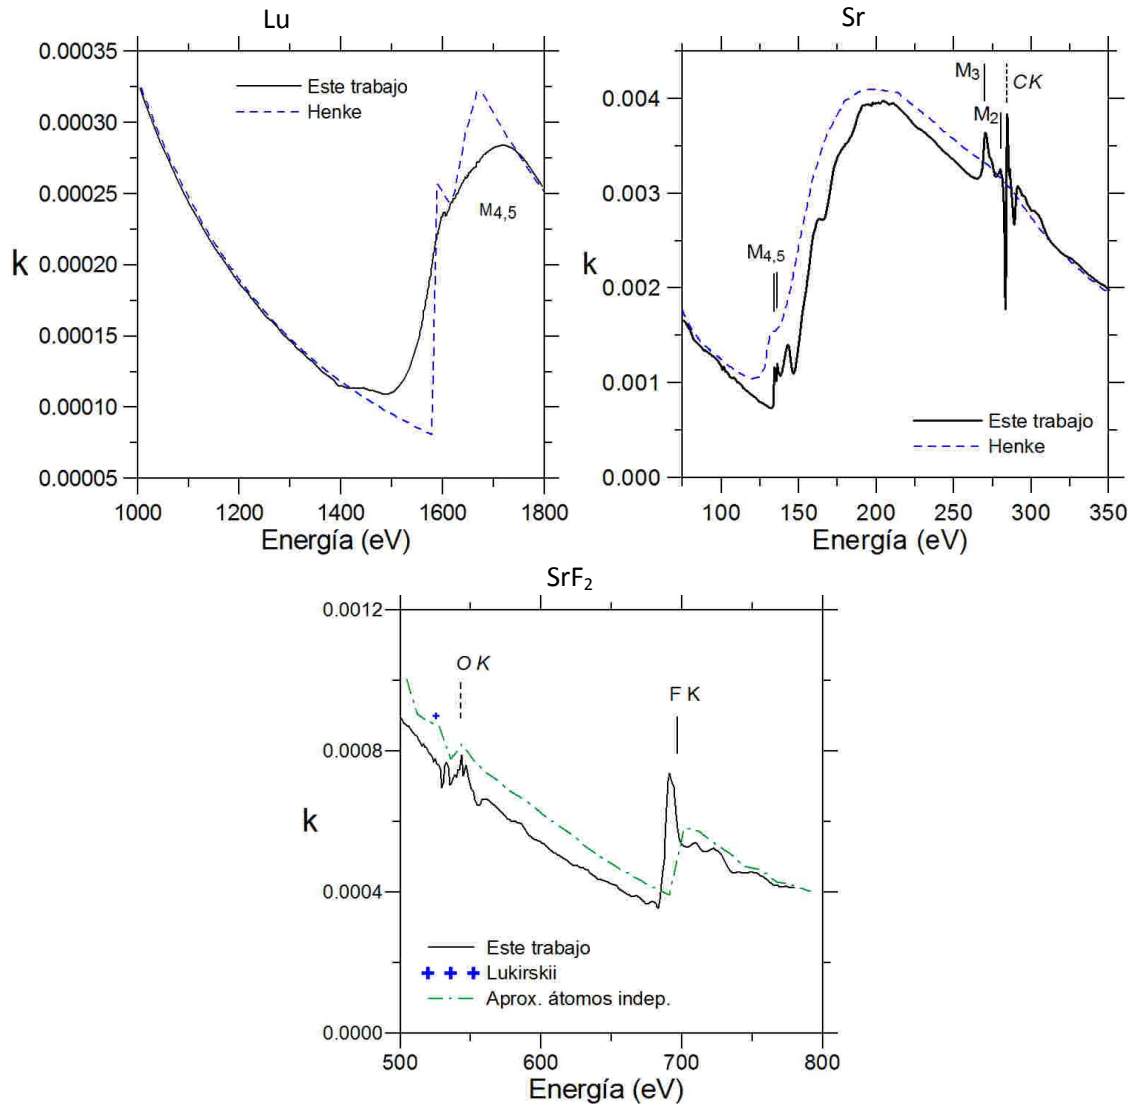 Lu
0.00035
0.00030
0.00025
0.00020
0.00015
0.00010
0.00005
k
Este trabajo
Henke
M4,5
1000 1200 1400 1600 1800
Energía (eV)
Sr
0.004
0.003
0.002
0.001
0.000
k
M3
CK
M2
M4,5
Este trabajo
Henke
100 150 200 250 300 350
Energía (eV)
SrF2
0.0012
0.0008
0.0004
0.0000
k
O K
F K
Este trabajo
Lukirskii
Aprox. átomos indep.
500 600 700 800
Energía (eV)